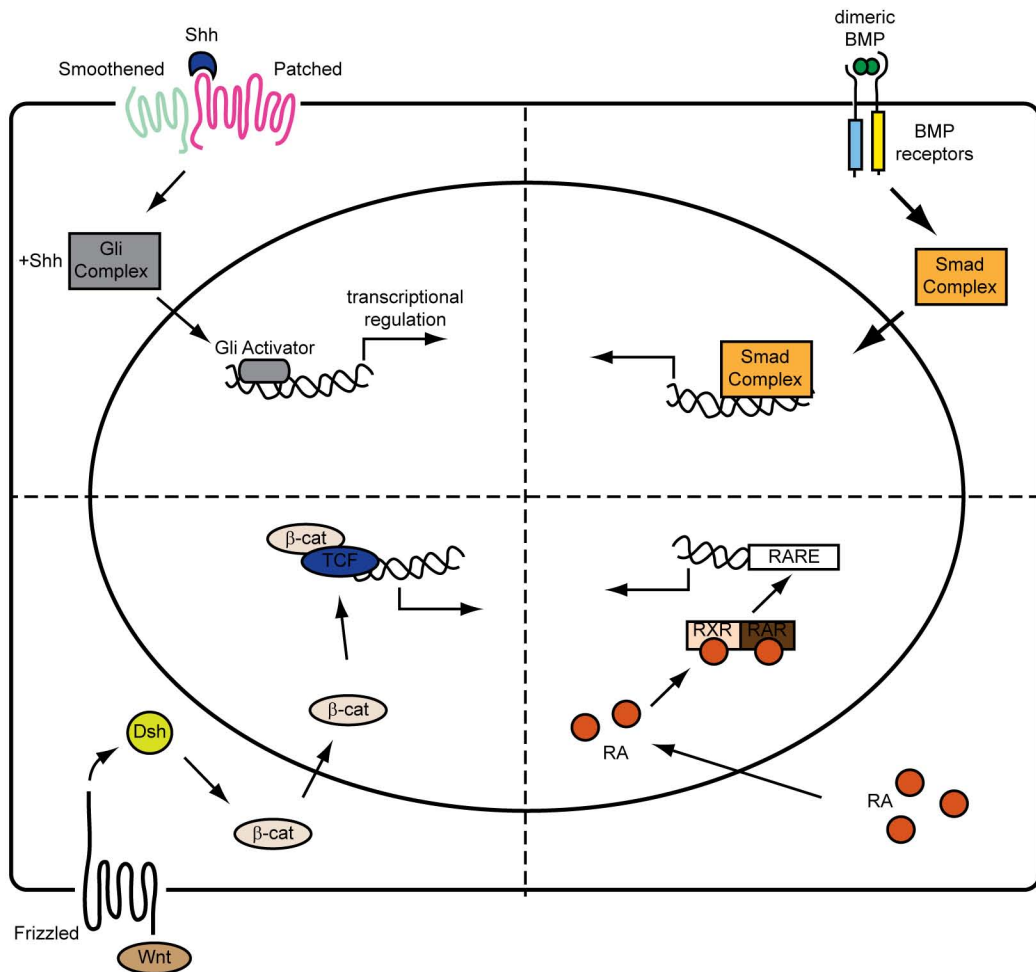 Shh
Smoothened
Patched
+Shh
Gli
Complex
Gli Activator
transcriptional
regulation
dimeric
BMP
BMP
receptors
Smad
Complex
Smad
Complex
β-cat
TCF
β-cat
Dsh
β-cat
Frizzled
Wnt
RARE
RXR
RAR
RA
RA